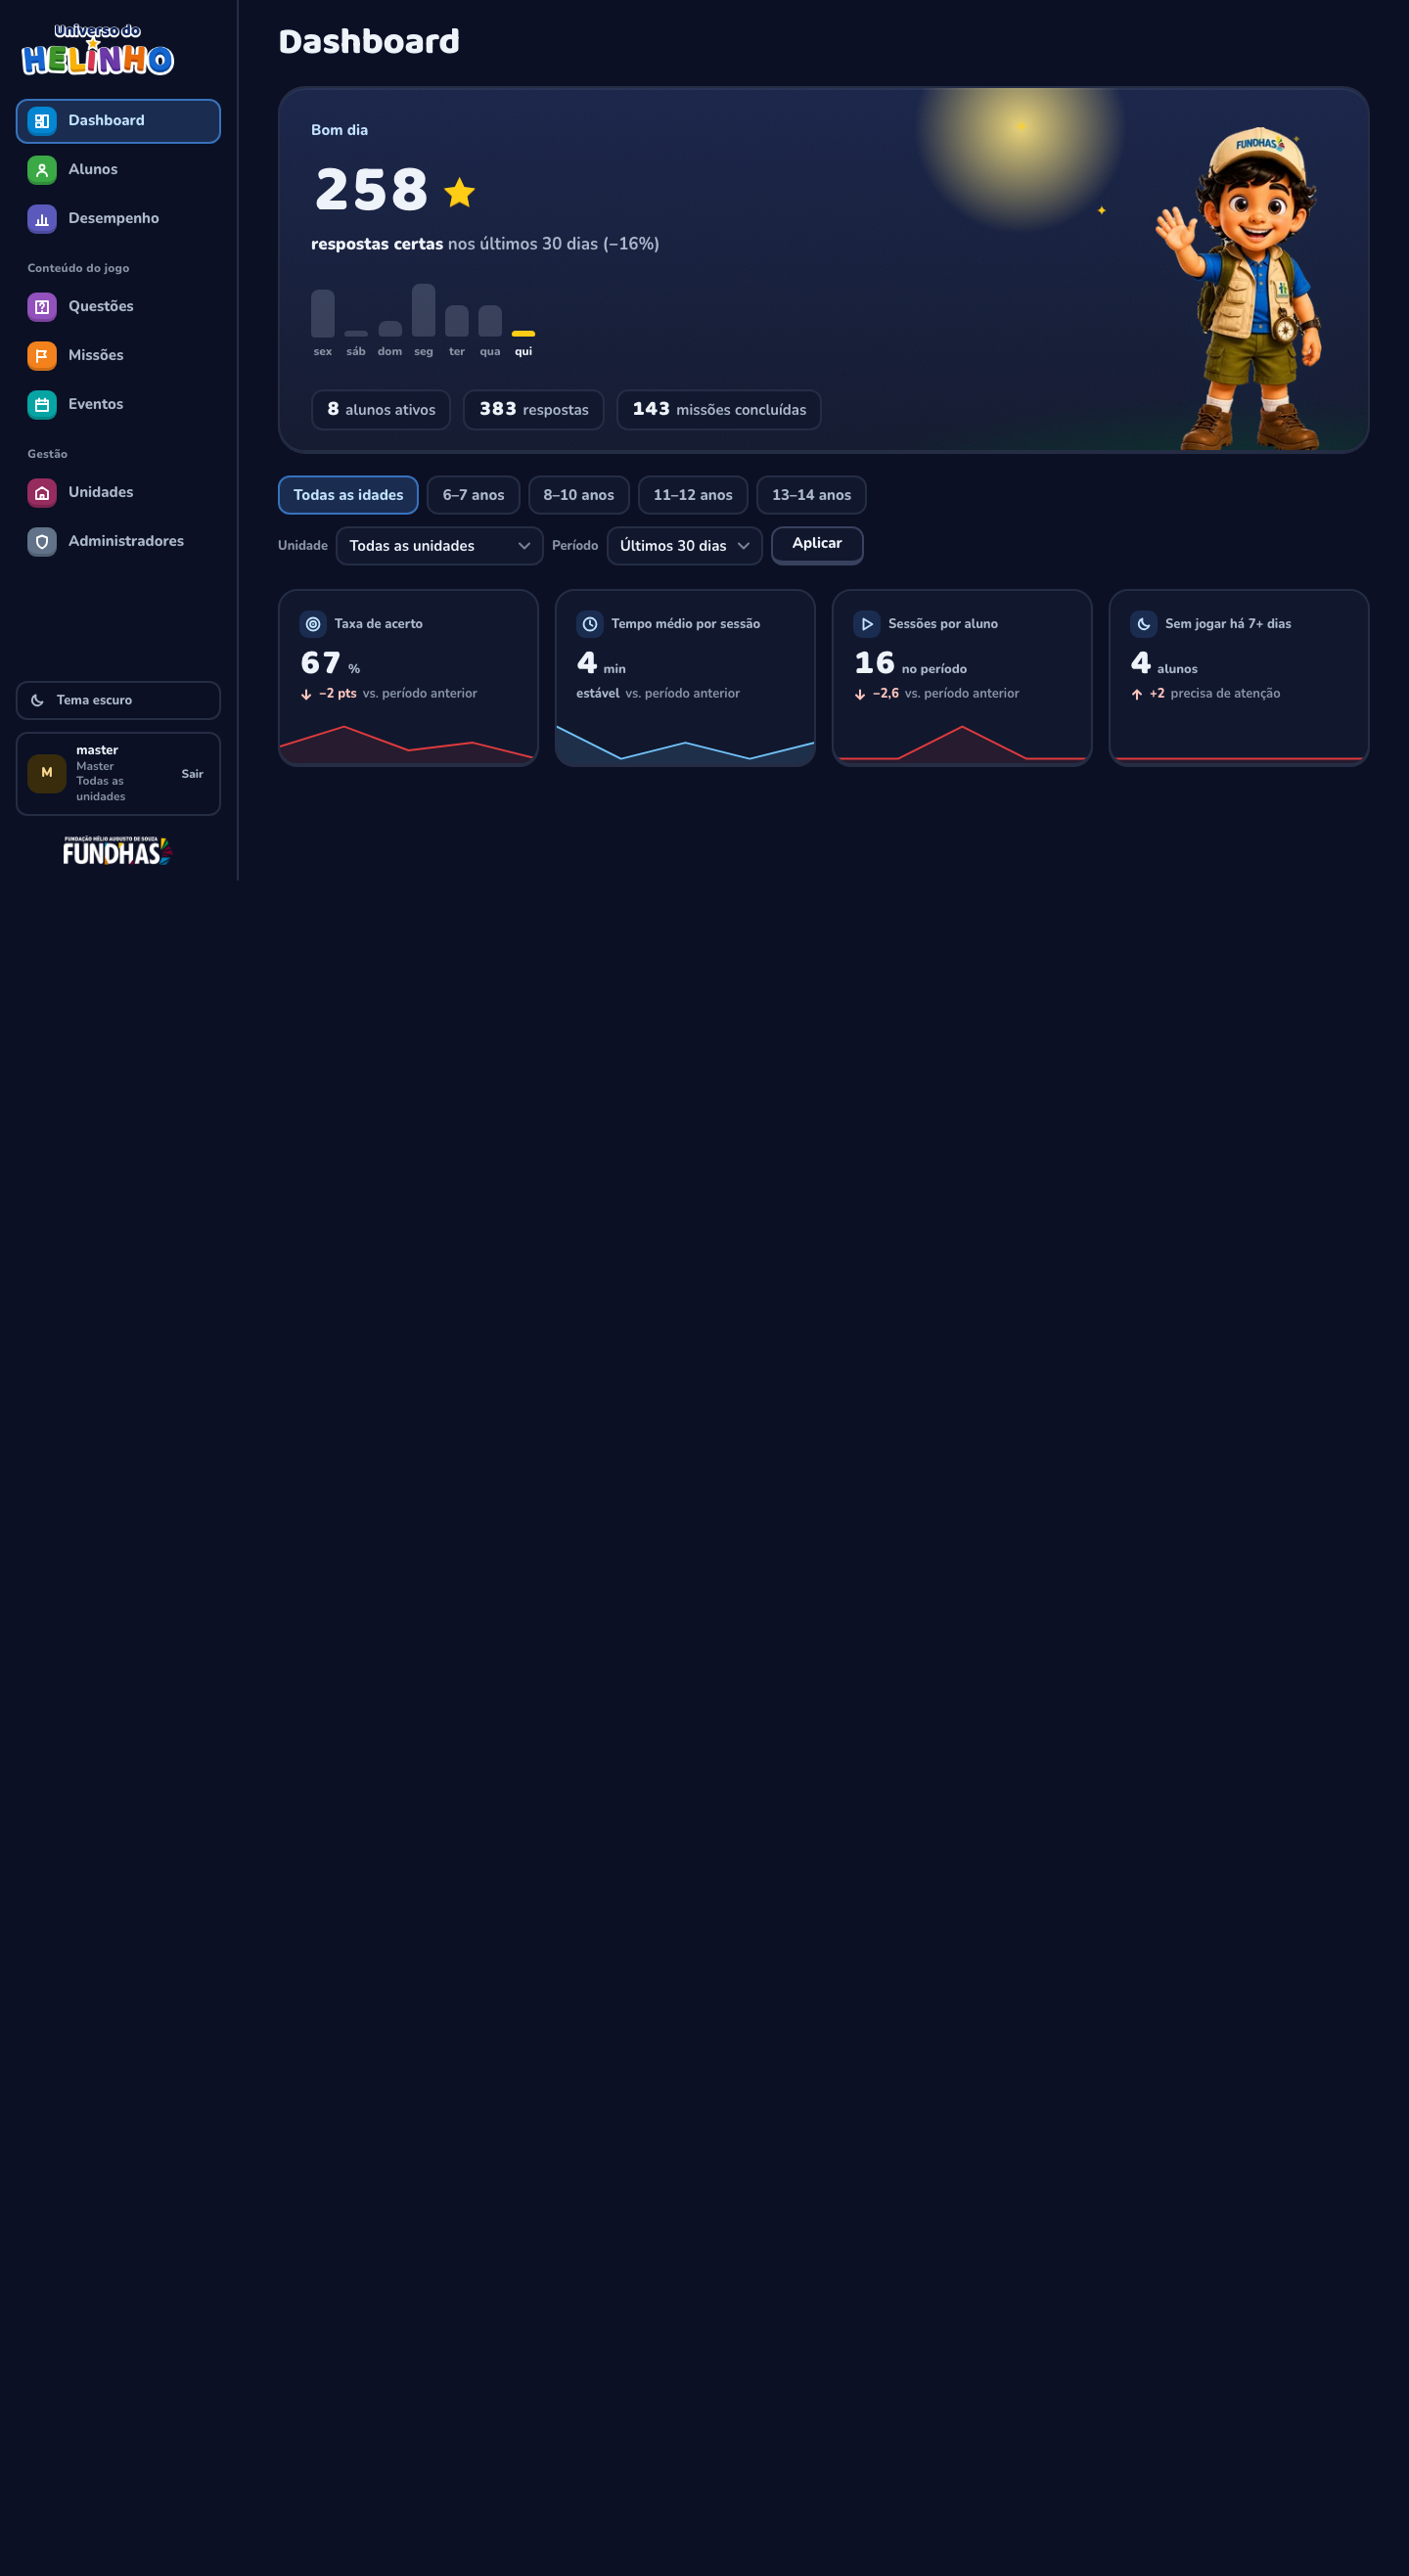 Universo do
HELINHO
Dashboard
Alunos
Desempenho
Conteúdo do jogo
Questões
Missões
Eventos
Gestão
Unidades
Administradores
Tema escuro
M
master
Master
Todas as
unidades
Sair
FUNDAÇÃO HÉLIO AUGUSTO DE SOUZA
FUNDHAS
Dashboard
Bom dia
258
respostas certas nos últimos 30 dias (−16%)
sex sáb dom seg ter qua qui
8 alunos ativos 383 respostas 143 missões concluídas
FUNDHAS
Todas as idades 6–7 anos 8–10 anos 11–12 anos 13–14 anos
Unidade Todas as unidades Período Últimos 30 dias Aplicar
Taxa de acerto
67 %
−2 pts vs. período anterior
Tempo médio por sessão
4 min
estável vs. período anterior
Sessões por aluno
16 no período
−2,6 vs. período anterior
Sem jogar há 7+ dias
4 alunos
+2 precisa de atenção